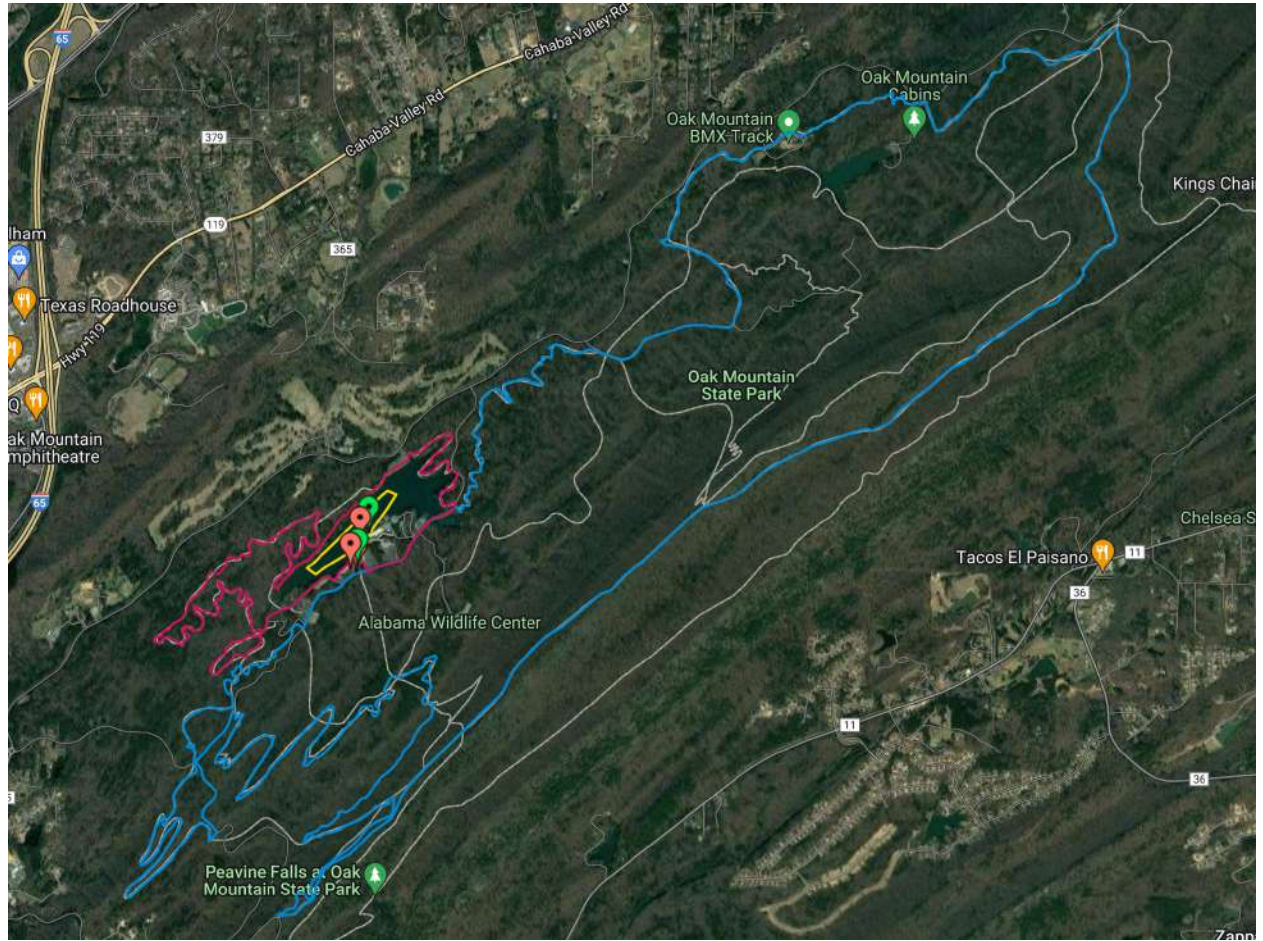 65
Cahaba-Valley Rd
Oak Mountain
Cabins
Oak Mountain
BMX-Track
379
Cahaba-Valley Rd
Kings Chai
119
lham
365
Texas Roadhouse
Hwy-119
Oak Mountain
State Park
Q
ak Mountain
mphitheatre
65
Chelsea S
Tacos El Paisano
11
36
Alabama Wildlife Center
11
36
5
Peavine Falls at Oak
Mountain State Park
Zappa